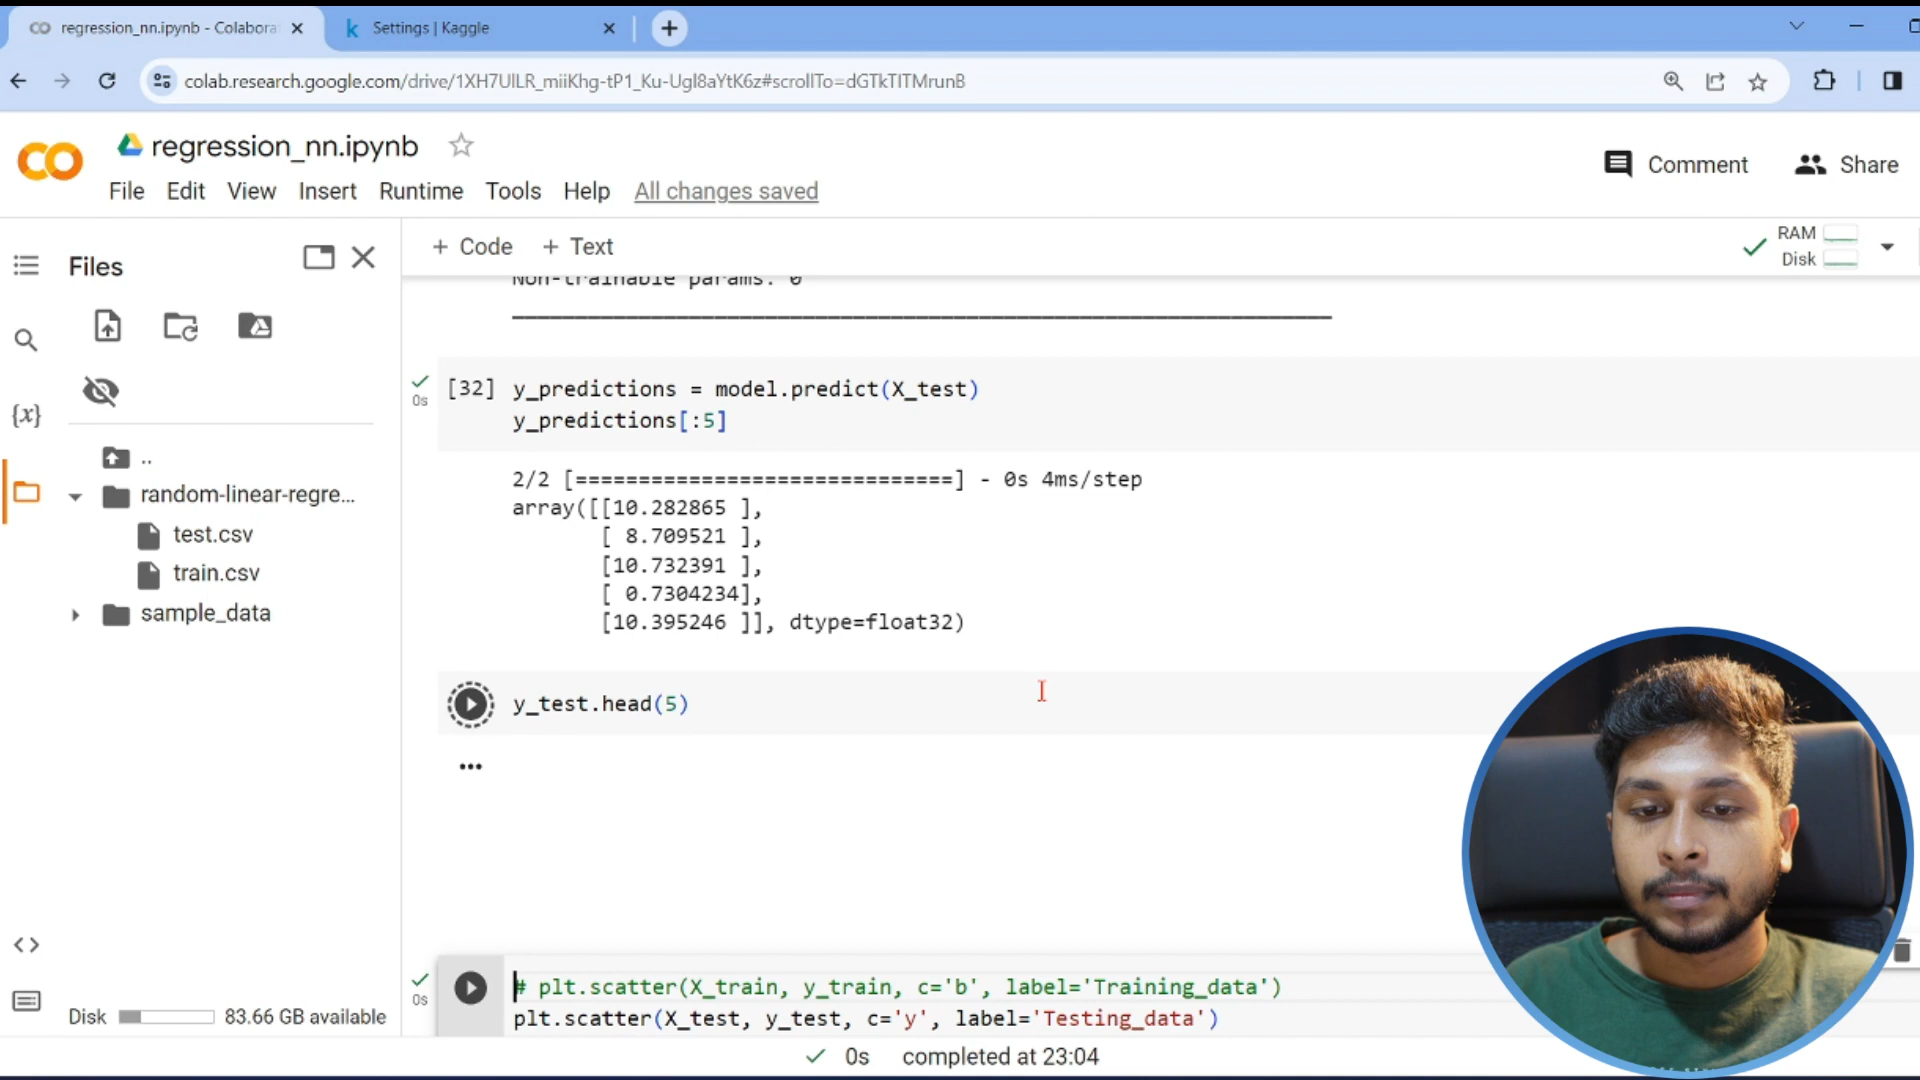 regression_nn.ipynb - Colabora
Settings | Kaggle
colab.research.google.com/drive/1XH7UlLR_miiKhg-tP1_Ku-Ugl8aYtK6z#scrollTo=dGTkTITMrunB
regression_nn.ipynb
Comment
Share
File Edit View Insert Runtime Tools Help All changes saved
Files
+ Code + Text
RAM
Disk
Non-trainable params: 0
{x}
..
random-linear-regre...
test.csv
train.csv
sample_data
0s
[32] y_predictions = model.predict(X_test)
y_predictions[:5]
2/2 [==============================] - 0s 4ms/step
array([[10.282865 ],
[ 8.709521 ],
[10.732391 ],
[ 0.7304234],
[10.395246 ]], dtype=float32)
y_test.head(5)
...
0s
# plt.scatter(X_train, y_train, c='b', label='Training_data')
plt.scatter(X_test, y_test, c='y', label='Testing_data')
Disk 83.66 GB available
0s completed at 23:04